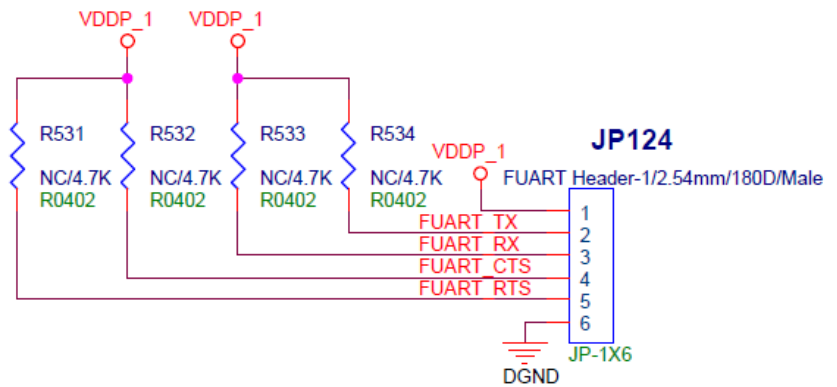 VDDP_1
VDDP_1
R531
R532
R533
R534
NC/4.7K
NC/4.7K
NC/4.7K
NC/4.7K
R0402
R0402
R0402
R0402
VDDP_1
JP124
FUART Header-1/2.54mm/180D/Male
1
FUART_TX
2
FUART_RX
3
FUART_CTS
4
FUART_RTS
5
6
JP-1X6
DGND